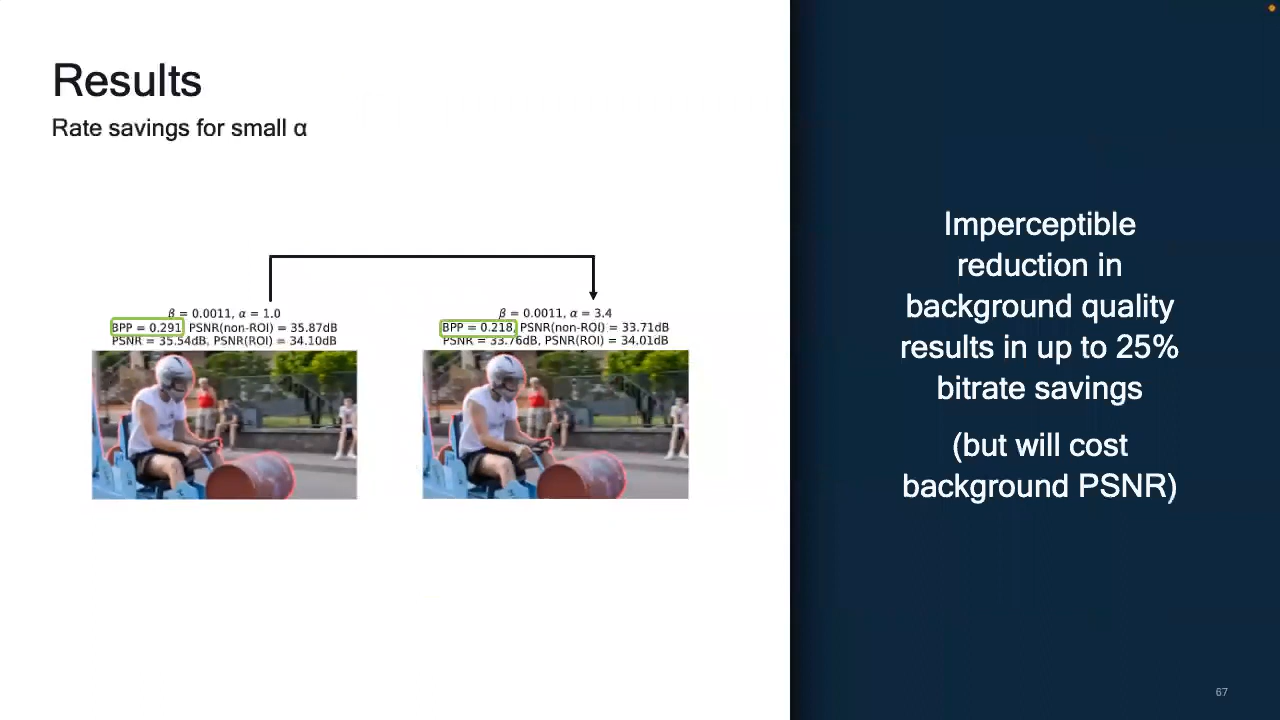 Results
Rate savings for small α
β = 0.0011, α = 1.0
BPP = 0.291, PSNR(non-ROI) = 35.87dB
PSNR = 35.54dB, PSNR(ROI) = 34.10dB
β = 0.0011, α = 3.4
BPP = 0.218, PSNR(non-ROI) = 33.71dB
PSNR = 33.76dB, PSNR(ROI) = 34.01dB
Imperceptible
reduction in
background quality
results in up to 25%
bitrate savings
(but will cost
background PSNR)
67